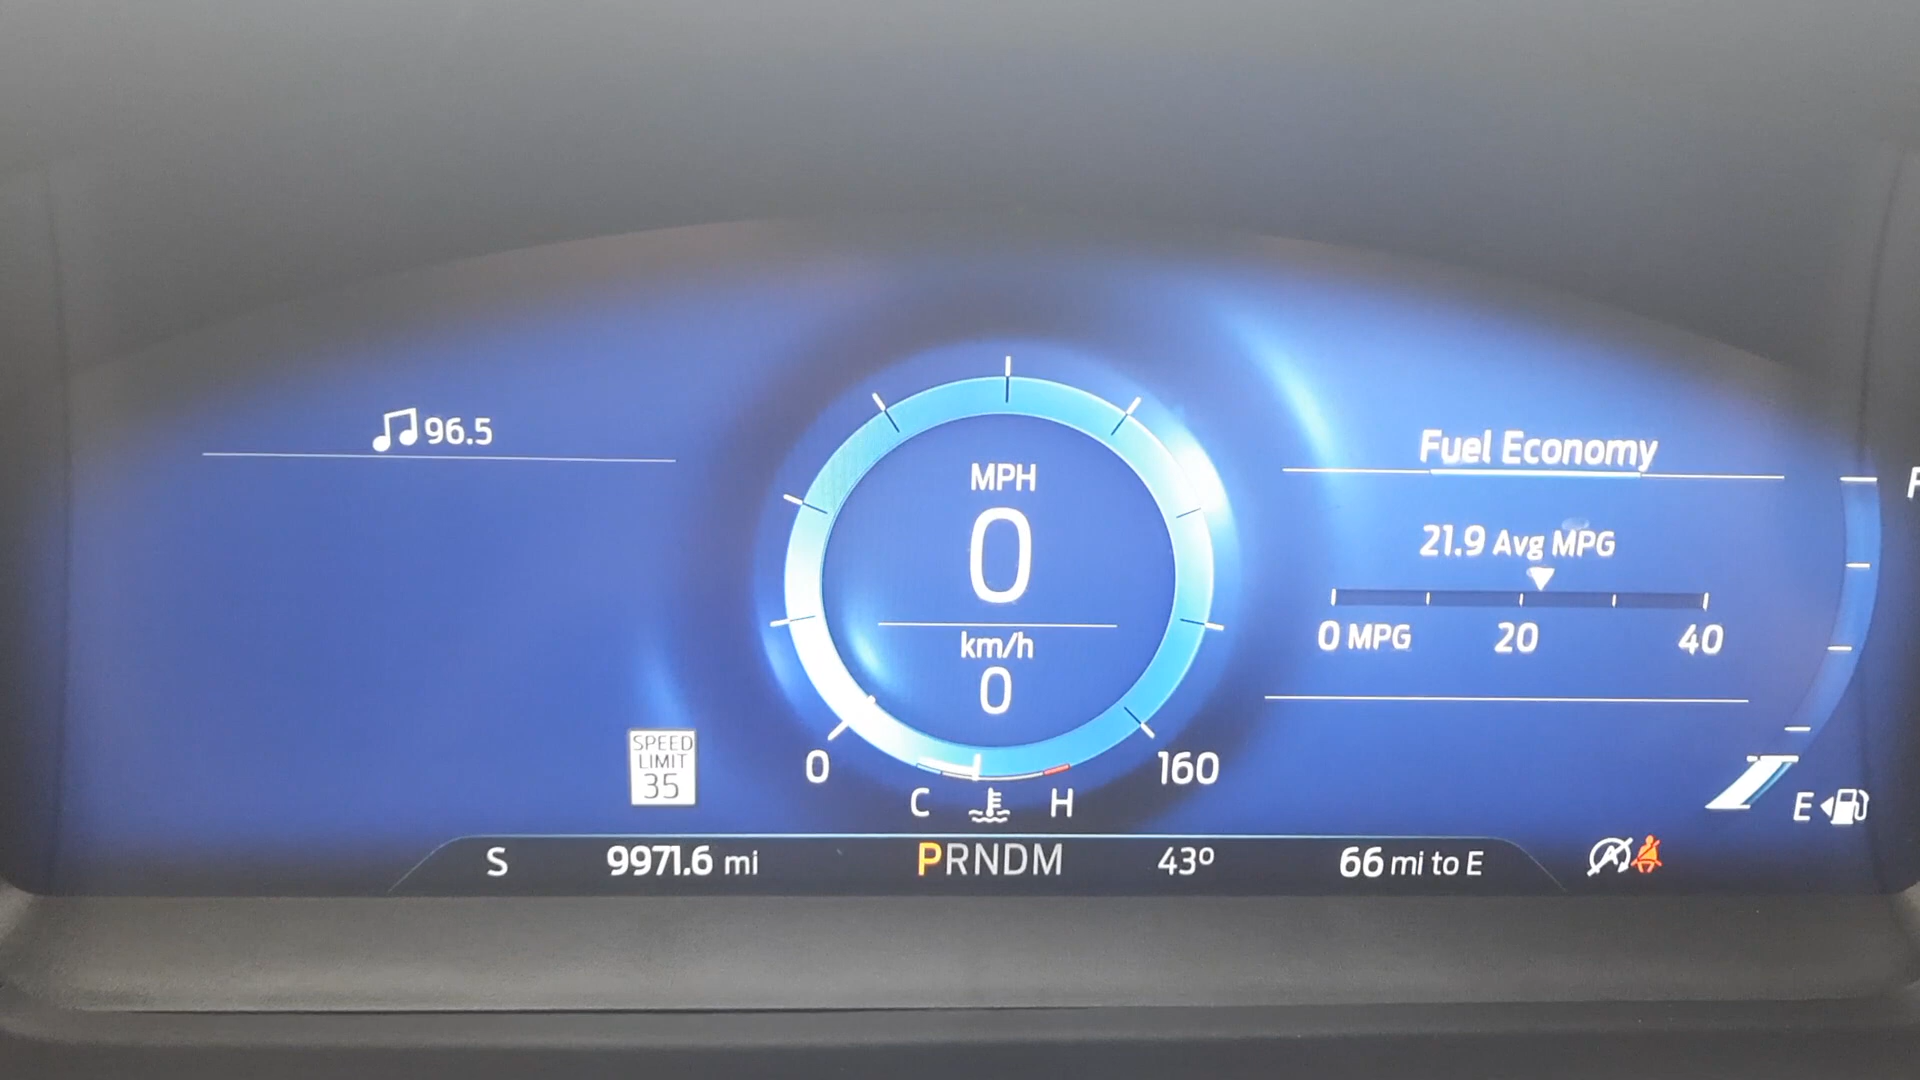 96.5
MPH
0
km/h
0
Fuel Economy
21.9 Avg MPG
0 MPG 20 40
SPEED
LIMIT
35
0 160
C H
E
S 9971.6 mi PRNDM 43º 66 mi to E